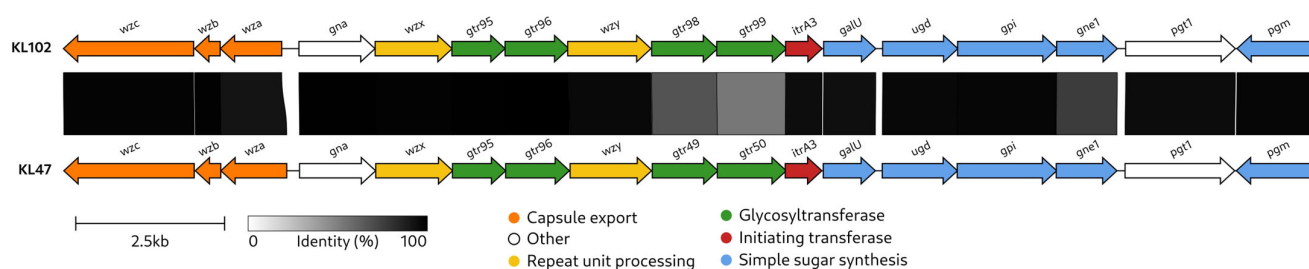 wzc wzb wza gna wzx gtr95 gtr96 wzy gtr98 gtr99 itrA3 galU ugd gpi gne1 pgt1 pgm
KL102
wzc wzb wza gna wzx gtr95 gtr96 wzy gtr49 gtr50 itrA3 galU ugd gpi gne1 pgt1 pgm
KL47
2.5kb
0 Identity (%) 100
Capsule export
Other
Repeat unit processing
Glycosyltransferase
Initiating transferase
Simple sugar synthesis